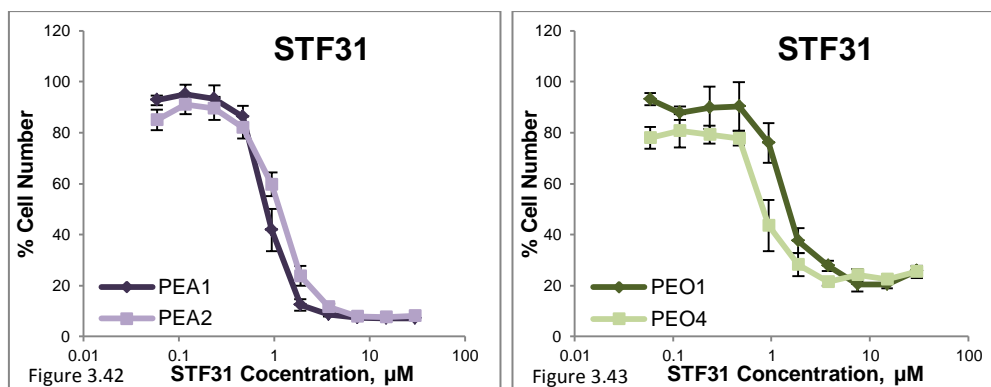 STF31
120
100
80
60
40
20
0
% Cell Number
PEA1
PEA2
0.01 0.1 1 10 100
Figure 3.42 STF31 Cocentration, µM
STF31
120
100
80
60
40
20
0
% Cell Number
PEO1
PEO4
0.01 0.1 1 10 100
Figure 3.43 STF31 Concentration, µM